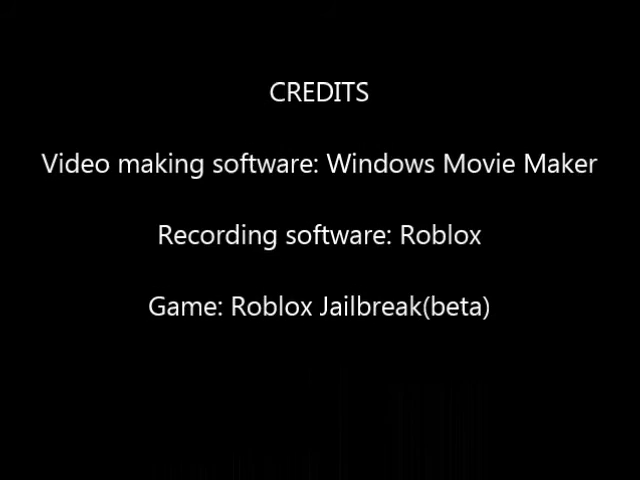 CREDITS
Video making software: Windows Movie Maker
Recording software: Roblox
Game: Roblox Jailbreak(beta)